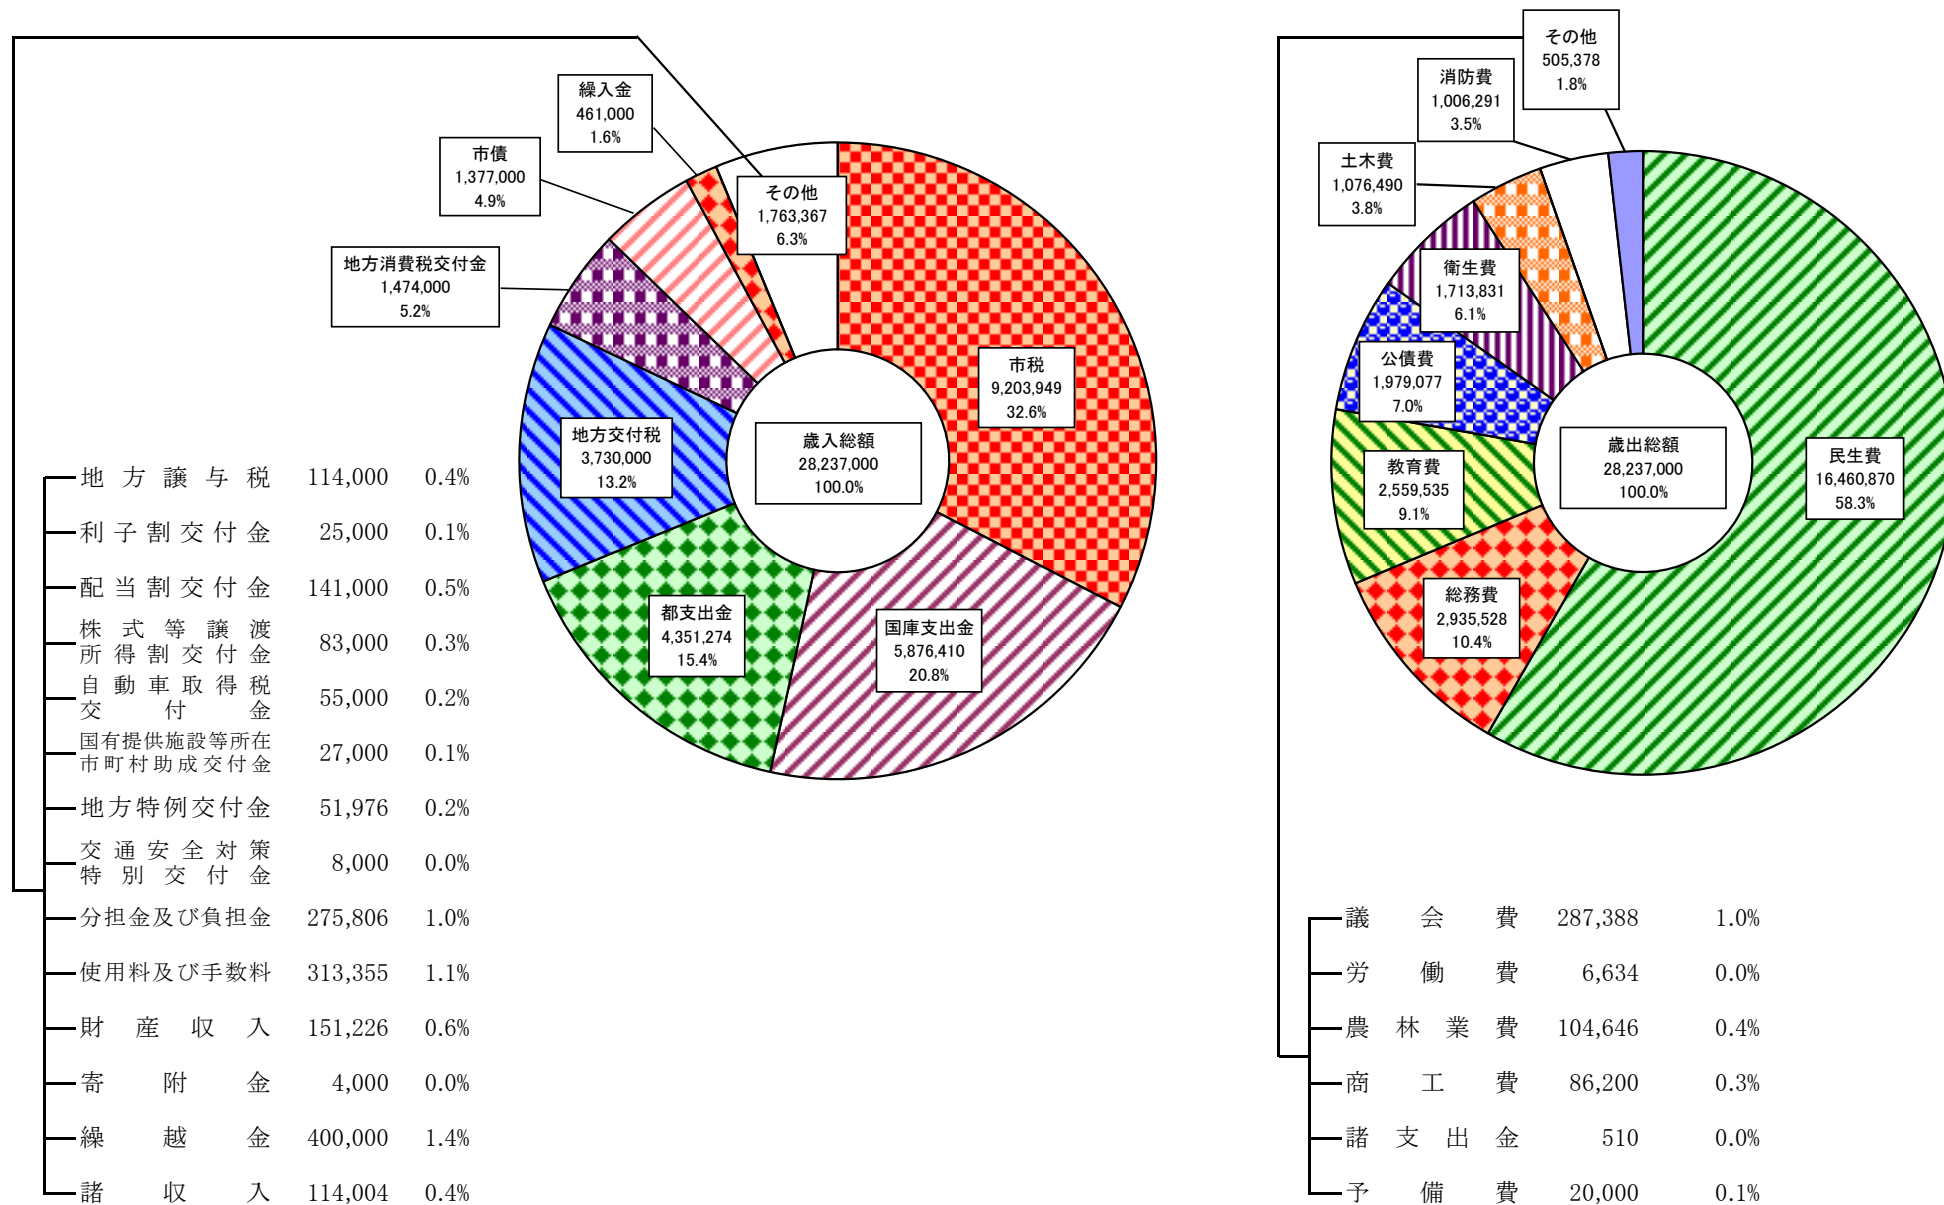 繰入金
461,000
1.6%
市債
1,377,000
4.9%
その他
1,763,367
6.3%
地方消費税交付金
1,474,000
5.2%
市税
9,203,949
32.6%
地方交付税
3,730,000
13.2%
歳入総額
28,237,000
100.0%
都支出金
4,351,274
15.4%
国庫支出金
5,876,410
20.8%
地方譲与税 114,000 0.4%
利子割交付金 25,000 0.1%
配当割交付金 141,000 0.5%
株式等譲渡
所得割交付金 83,000 0.3%
自動車取得税
交付金 55,000 0.2%
国有提供施設等所在
市町村助成交付金 27,000 0.1%
地方特例交付金 51,976 0.2%
交通安全対策
特別交付金 8,000 0.0%
分担金及び負担金 275,806 1.0%
使用料及び手数料 313,355 1.1%
財産収入 151,226 0.6%
寄附金 4,000 0.0%
繰越金 400,000 1.4%
諸収入 114,004 0.4%
その他
505,378
1.8%
消防費
1,006,291
3.5%
土木費
1,076,490
3.8%
衛生費
1,713,831
6.1%
公債費
1,979,077
7.0%
教育費
2,559,535
9.1%
歳出総額
28,237,000
100.0%
民生費
16,460,870
58.3%
総務費
2,935,528
10.4%
議会費 287,388 1.0%
労働費 6,634 0.0%
農林業費 104,646 0.4%
商工費 86,200 0.3%
諸支出金 510 0.0%
予備費 20,000 0.1%